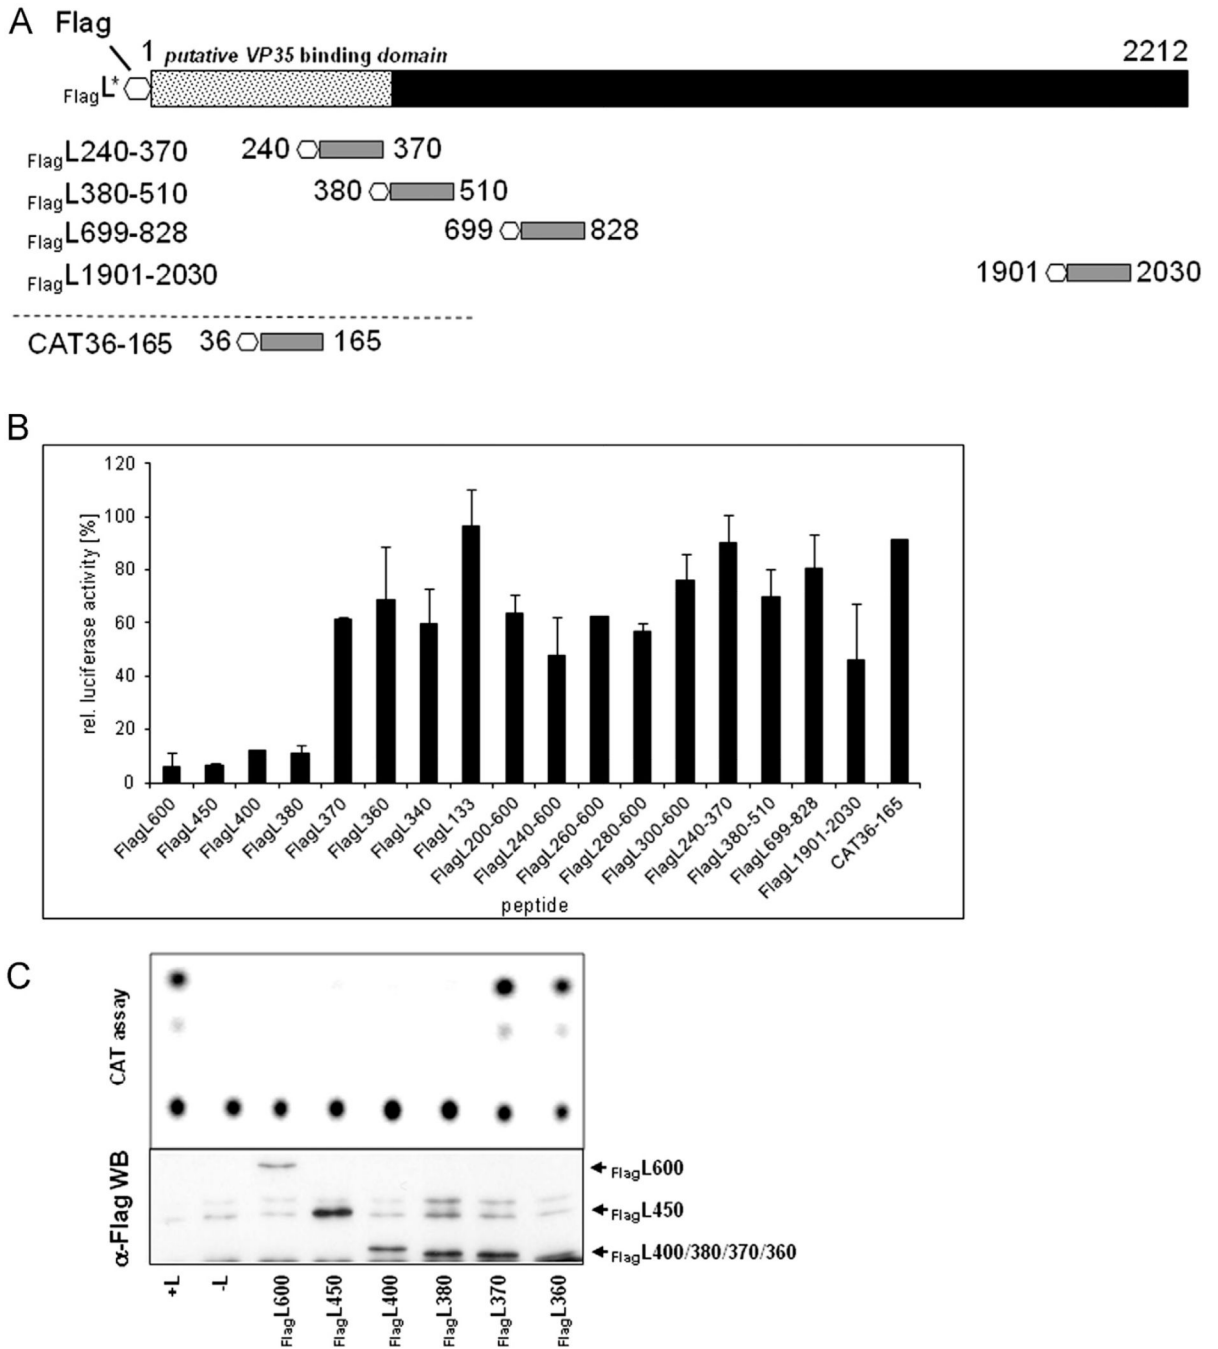 A Flag
1 putative VP35 binding domain 2212
FlagL*
FlagL240-370 240 370
FlagL380-510 380 510
FlagL699-828 699 828
FlagL1901-2030 1901 2030
CAT36-165 36 165
B
rel. luciferase activity [%]
120
100
80
60
40
20
0
FlagL600
FlagL450
FlagL400
FlagL380
FlagL370
FlagL360
FlagL340
FlagL133
FlagL200-600
FlagL240-600
FlagL260-600
FlagL280-600
FlagL300-600
FlagL240-370
FlagL380-510
FlagL699-828
FlagL1901-2030
CAT36-165
peptide
C
CAT assay
α-Flag WB
FlagL600
FlagL450
FlagL400/380/370/360
+L
-L
FlagL600
FlagL450
FlagL400
FlagL380
FlagL370
FlagL360